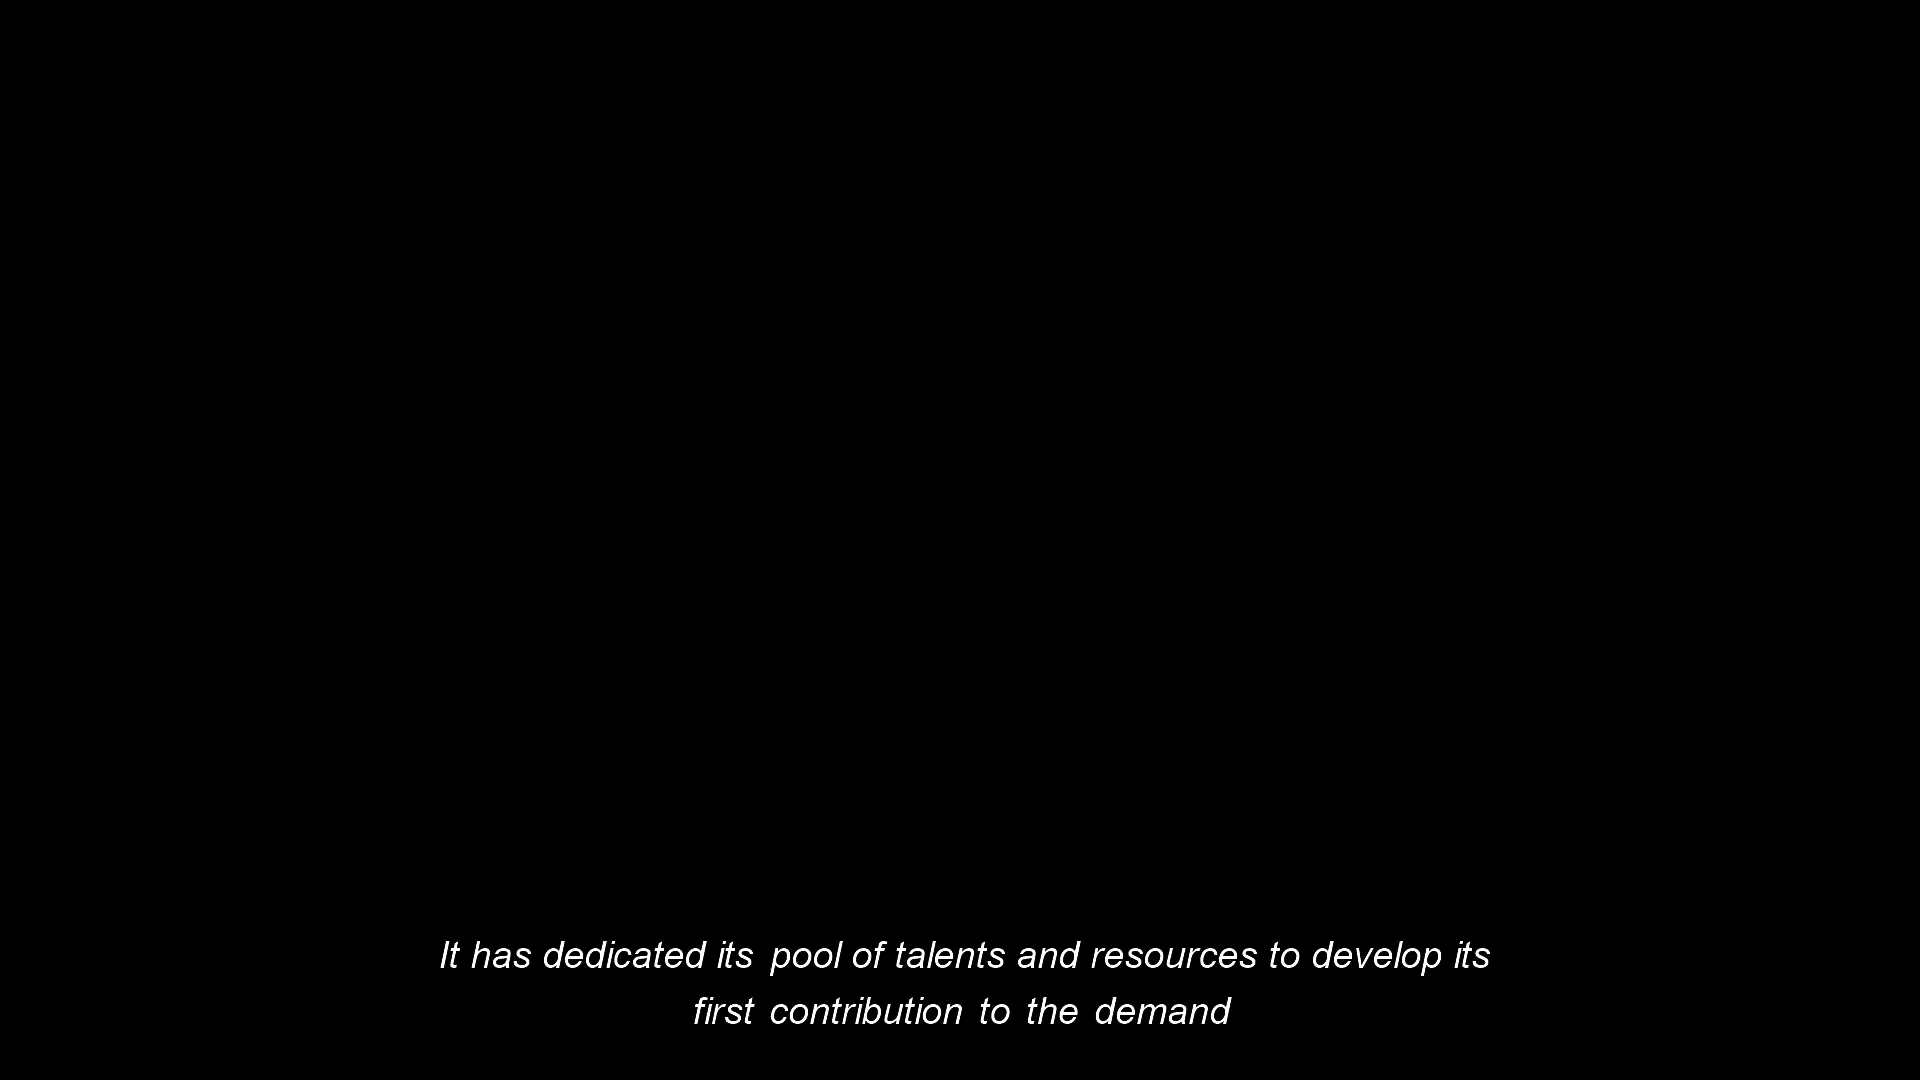 It has dedicated its pool of talents and resources to develop its
first contribution to the demand